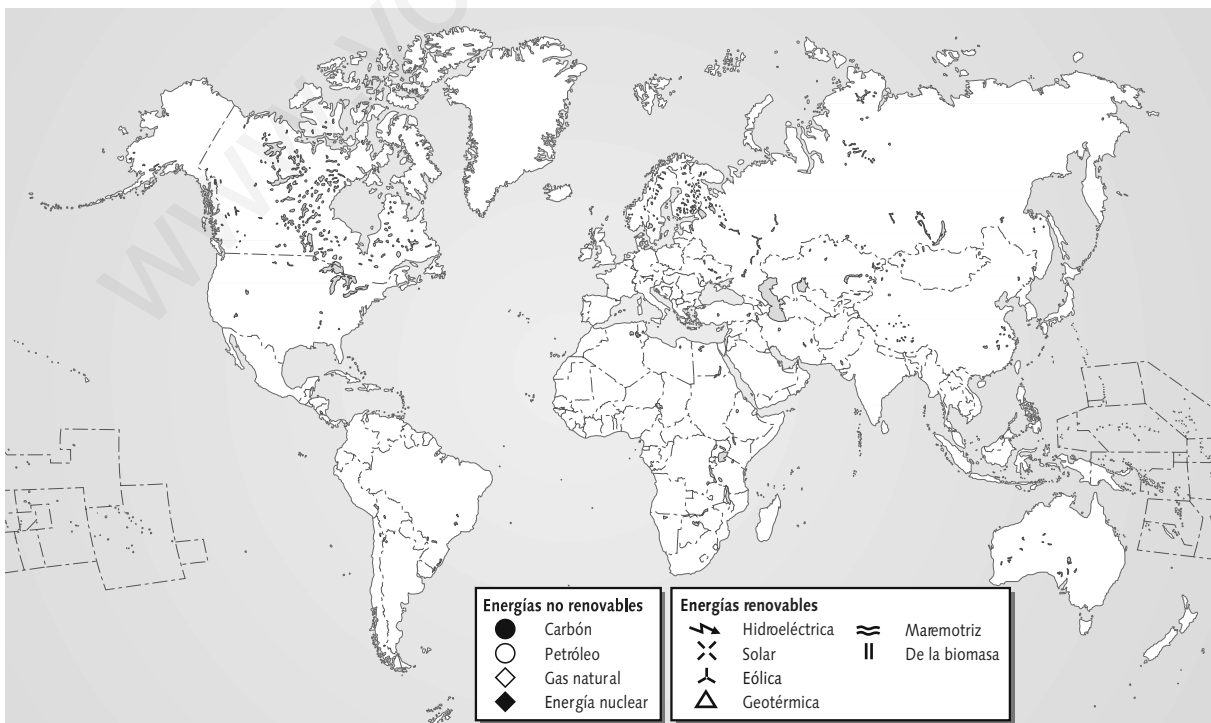 Energías no renovables
Carbón
Petróleo
Gas natural
Energía nuclear
Energías renovables
Hidroeléctrica
Solar
Eólica
Geotérmica
Maremotriz
De la biomasa